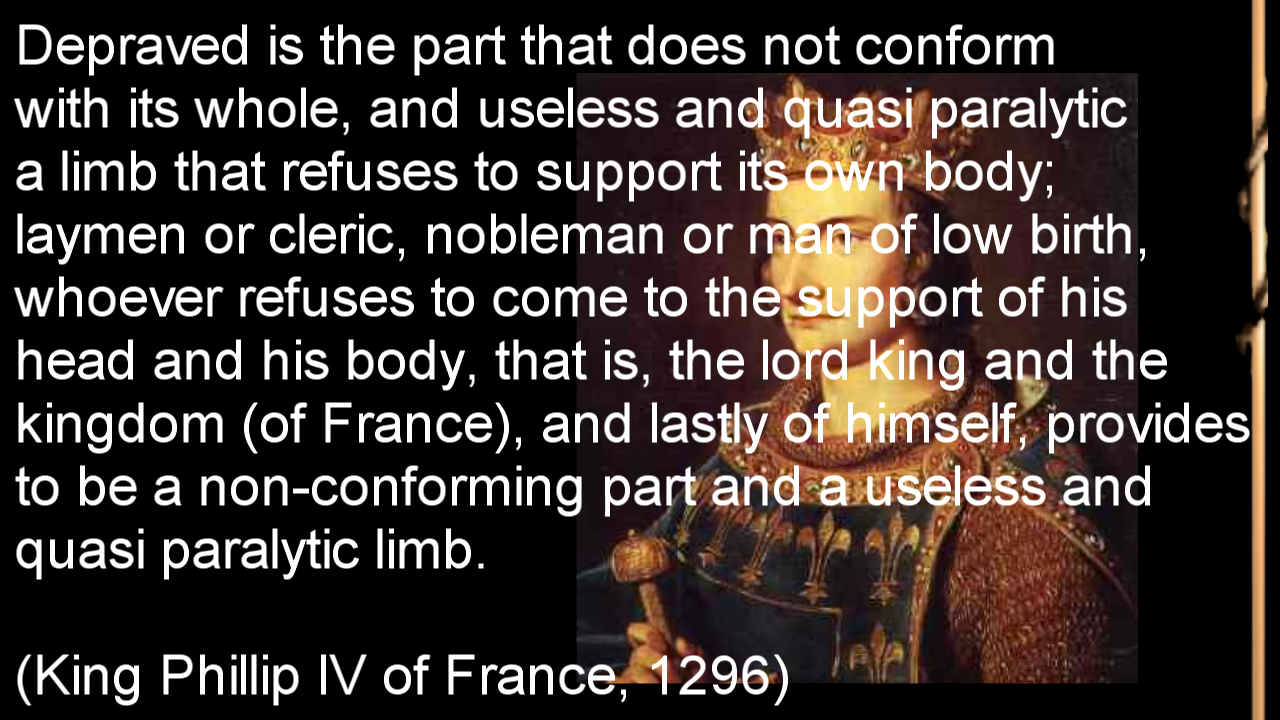 Depraved is the part that does not conform
with its whole, and useless and quasi paralytic
a limb that refuses to support its own body;
laymen or cleric, nobleman or man of low birth,
whoever refuses to come to the support of his
head and his body, that is, the lord king and the
kingdom (of France), and lastly of himself, provides
to be a non-conforming part and a useless and
quasi paralytic limb.
(King Phillip IV of France, 1296)